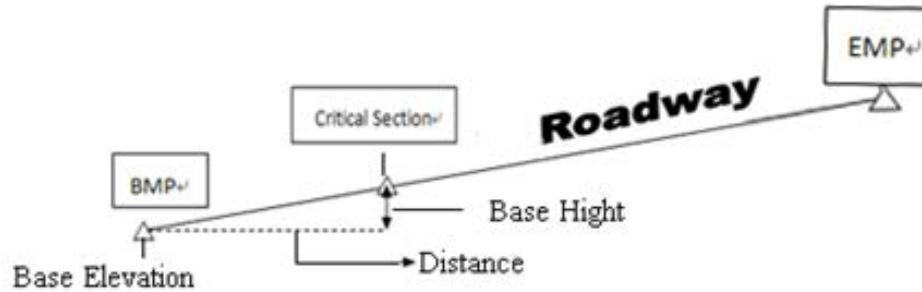 EMP↵
Roadway
Critical Section↵
BMP↵
Base Hight
Distance
Base Elevation